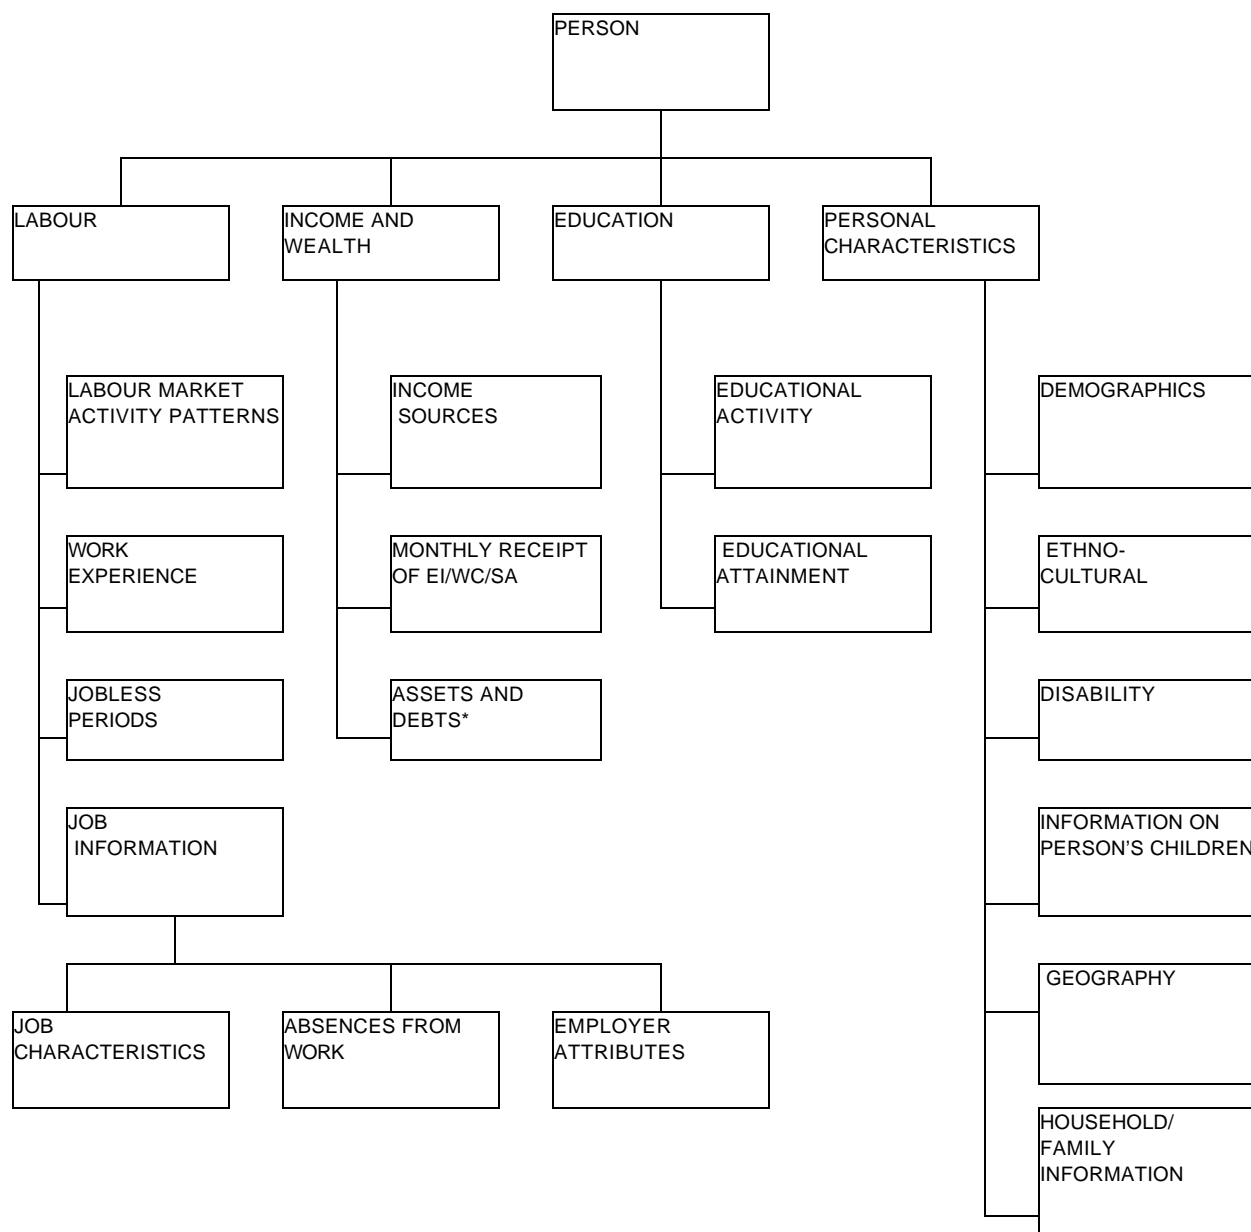 PERSON
LABOUR
INCOME AND
WEALTH
EDUCATION
PERSONAL
CHARACTERISTICS
LABOUR MARKET
ACTIVITY PATTERNS
INCOME
SOURCES
EDUCATIONAL
ACTIVITY
DEMOGRAPHICS
WORK
EXPERIENCE
MONTHLY RECEIPT
OF EI/WC/SA
EDUCATIONAL
ATTAINMENT
ETHNO-
CULTURAL
JOBLESS
PERIODS
ASSETS AND
DEBTS*
DISABILITY
JOB
INFORMATION
INFORMATION ON
PERSON'S CHILDREN
GEOGRAPHY
JOB
CHARACTERISTICS
ABSENCES FROM
WORK
EMPLOYER
ATTRIBUTES
HOUSEHOLD/
FAMILY
INFORMATION